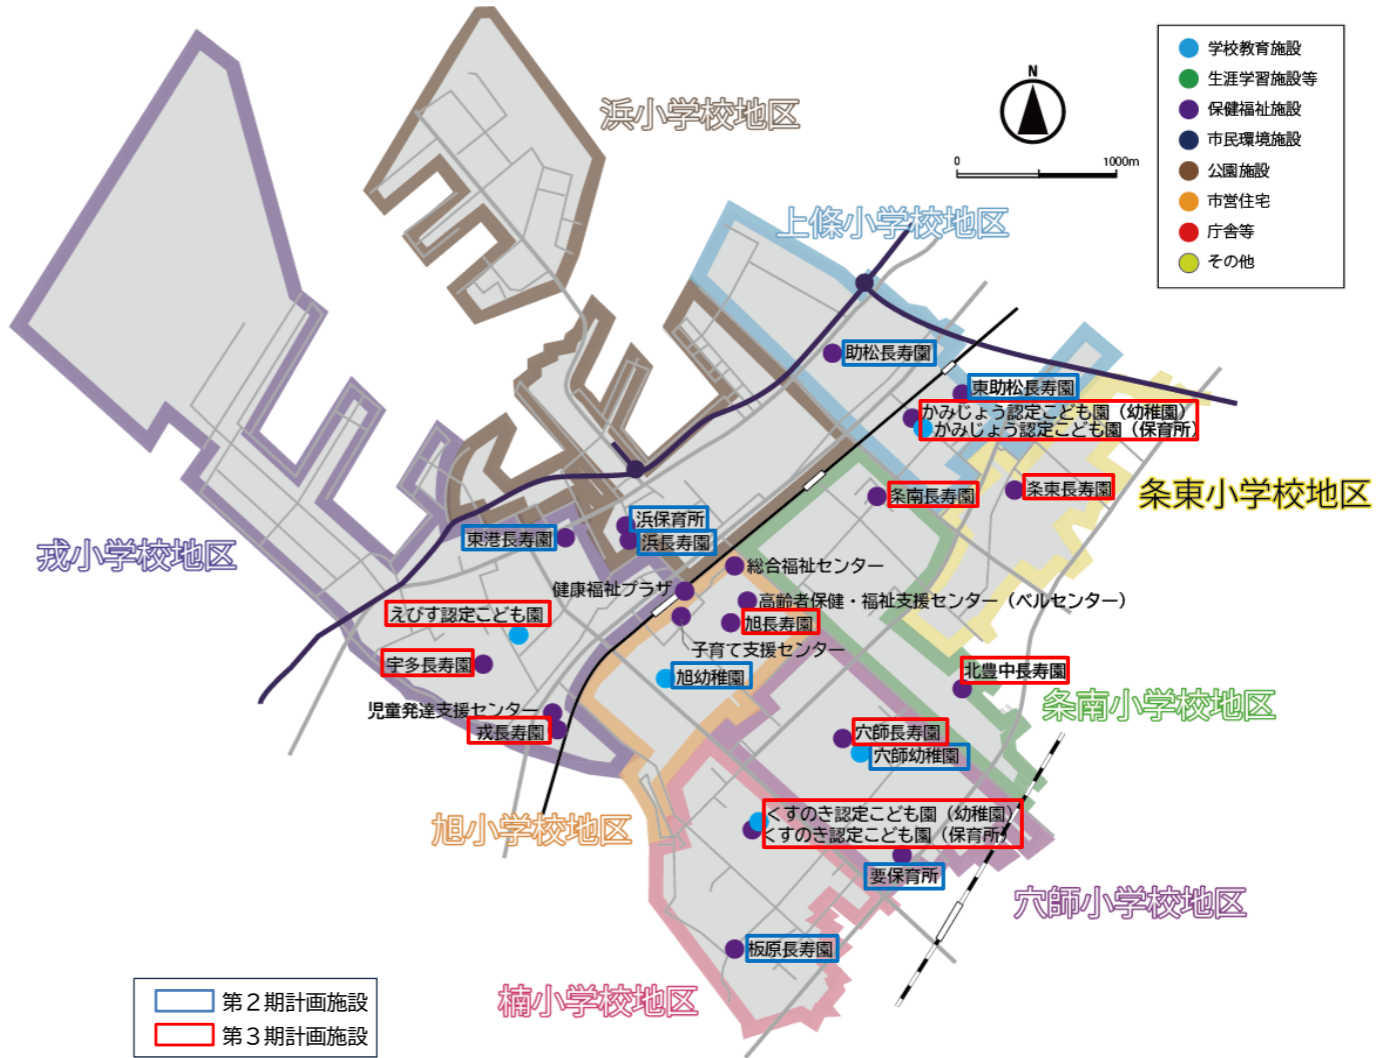 浜小学校地区
N
0 1000m
学校教育施設
生涯学習施設等
保健福祉施設
市民環境施設
公園施設
市営住宅
庁舎等
その他
上條小学校地区
助松長寿園
東助松長寿園
かみじょう認定こども園（幼稚園）
かみじょう認定こども園（保育所）
条南長寿園
条東長寿園
条東小学校地区
浜保育所
東港長寿園
浜長寿園
戎小学校地区
総合福祉センター
健康福祉プラザ
高齢者保健・福祉支援センター（ベルセンター）
えびす認定こども園
旭長寿園
子育て支援センター
宇多長寿園
旭幼稚園
北豊中長寿園
条南小学校地区
児童発達支援センター
戎長寿園
穴師長寿園
穴師幼稚園
くすのき認定こども園（幼稚園）
くすのき認定こども園（保育所）
旭小学校地区
要保育所
穴師小学校地区
板原長寿園
楠小学校地区
第２期計画施設
第３期計画施設